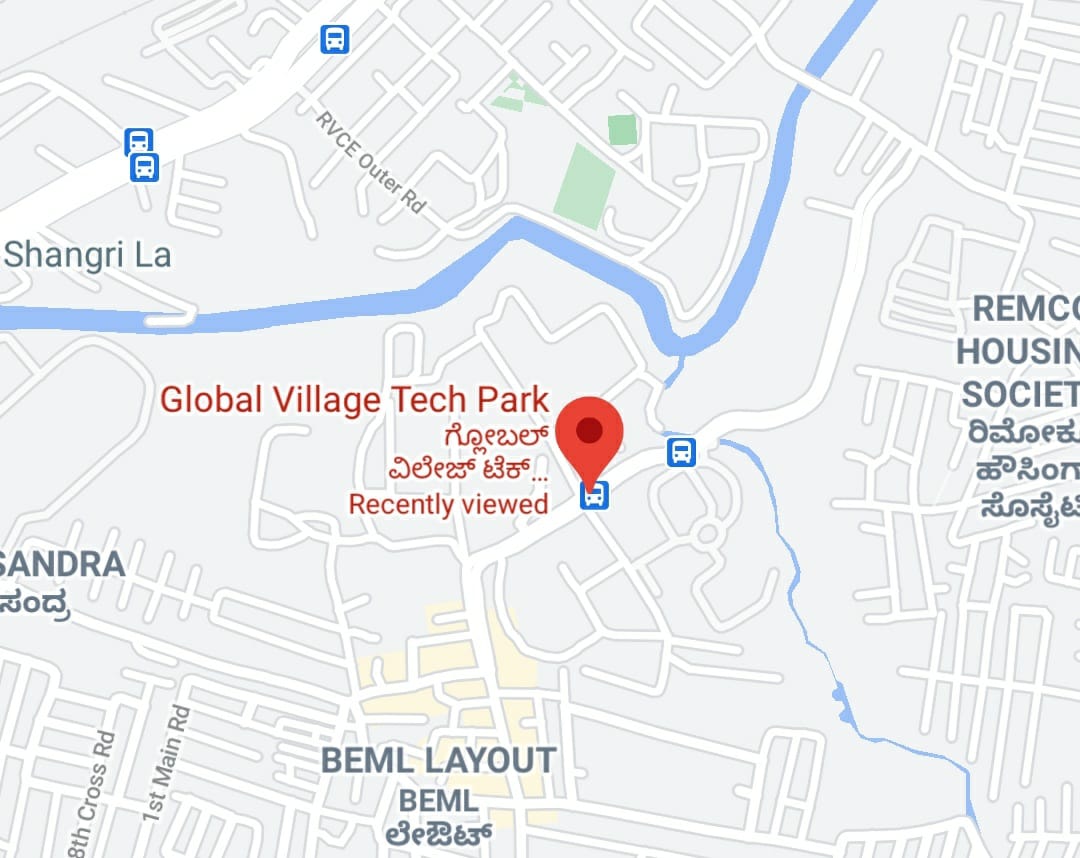 RVCE Outer Rd
Shangri La
REMCO
HOUSIN
SOCIET
ರಿಮೋಕ
ಹೌಸಿಂಗ
ಸೊಸೈಟಿ
Global Village Tech Park
ಗ್ಲೋಬಲ್
ವಿಲೇಜ್ ಟೆಕ್...
Recently viewed
SANDRA
ಸಂದ್ರ
1st Main Rd
8th Cross Rd
BEML LAYOUT
BEML
ಲೇಔಟ್